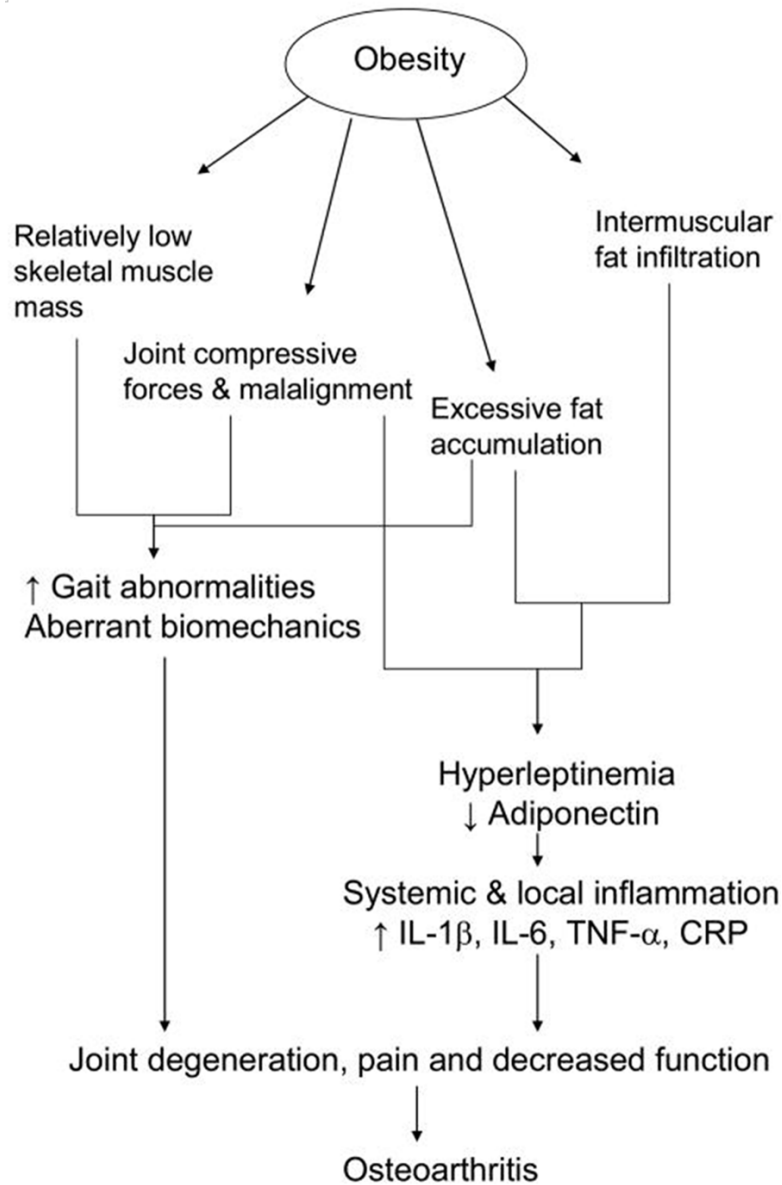 Obesity
Relatively low
skeletal muscle
mass
Intermuscular
fat infiltration
Joint compressive
forces & malalignment
Excessive fat
accumulation
↑ Gait abnormalities
Aberrant biomechanics
Hyperleptinemia
↓ Adiponectin
Systemic & local inflammation
↑ IL-1β, IL-6, TNF-α, CRP
Joint degeneration, pain and decreased function
Osteoarthritis